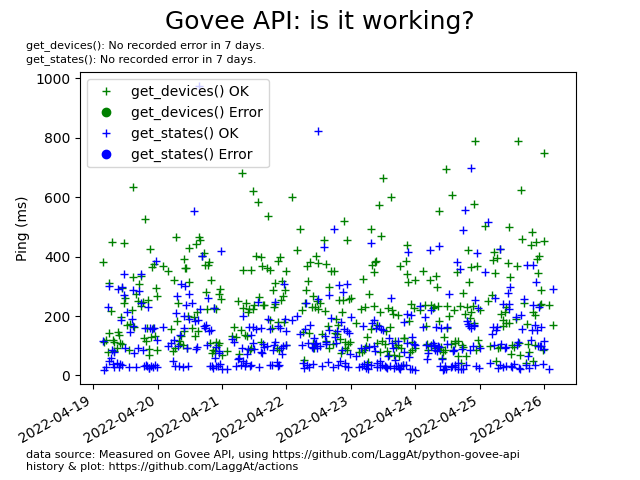 Govee API: is it working?
get_devices(): No recorded error in 7 days.
get_states(): No recorded error in 7 days.
1000
800
600
400
200
0
Ping (ms)
get_devices() OK
get_devices() Error
get_states() OK
get_states() Error
2022-04-19
2022-04-20
2022-04-21
2022-04-22
2022-04-23
2022-04-24
2022-04-25
2022-04-26
data source: Measured on Govee API, using https://github.com/LaggAt/python-govee-api
history & plot: https://github.com/LaggAt/actions